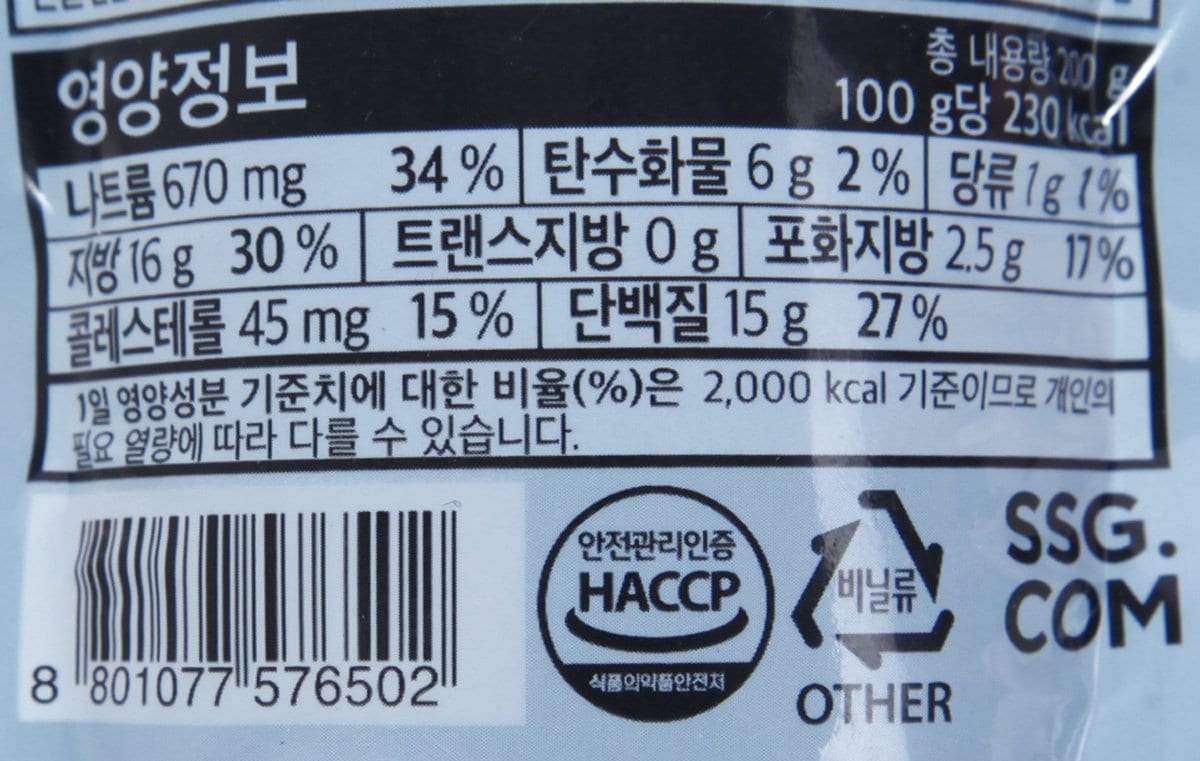 영양정보
총 내용량 200 g
100 g당 230 kcal
나트륨 670 mg 34 % 탄수화물 6 g 2 % 당류 1 g 1 %
지방 16 g 30 % 트랜스지방 0 g 포화지방 2.5 g 17 %
콜레스테롤 45 mg 15 % 단백질 15 g 27 %
1일 영양성분 기준치에 대한 비율(%)은 2,000 kcal 기준이므로 개인의
필요 열량에 따라 다를 수 있습니다.
8 801077 576502
안전관리인증
HACCP
식품의약품안전처
비닐류
OTHER
SSG.
COM